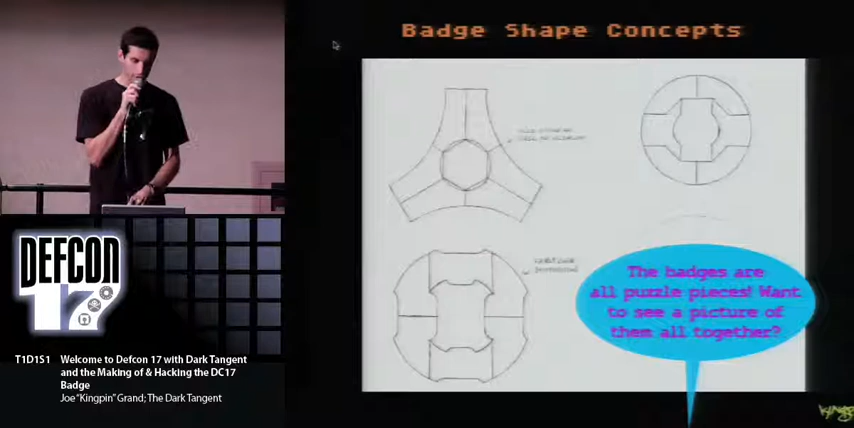 Badge Shape Concepts
The badges are
all puzzle pieces! Want
to see a picture of
them all together?
DEFCON
17
T1D1S1 Welcome to Defcon 17 with Dark Tangent
and the Making of & Hacking the DC17
Badge
Joe "Kingpin" Grand; The Dark Tangent